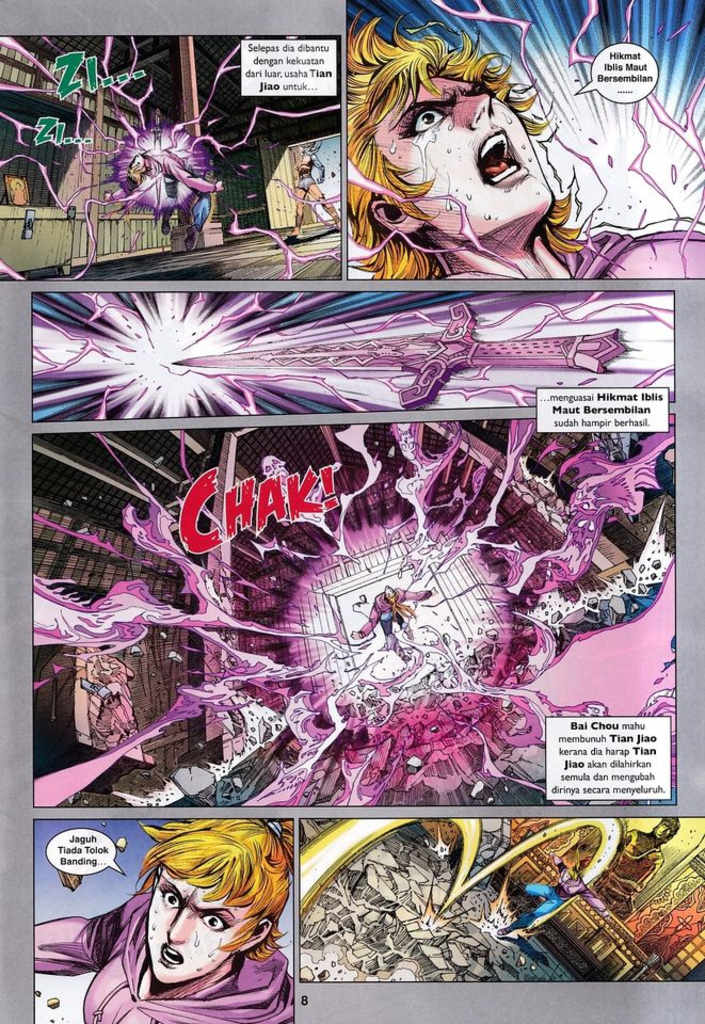 ZI...
ZI...
Selepas dia dibantu
dengan kekuatan
dari luar, usaha Tian
Jiao untuk...
Hikmat
Iblis Maut
Bersembilan
......
...menguasai Hikmat Iblis
Maut Bersembilan
sudah hampir berhasil.
CHAK!
Bai Chou mahu
membunuh Tian Jiao
kerana dia harap Tian
Jiao akan dilahirkan
semula dan mengubah
dirinya secara menyeluruh.
Jaguh
Tiada Tolok
Banding...
8